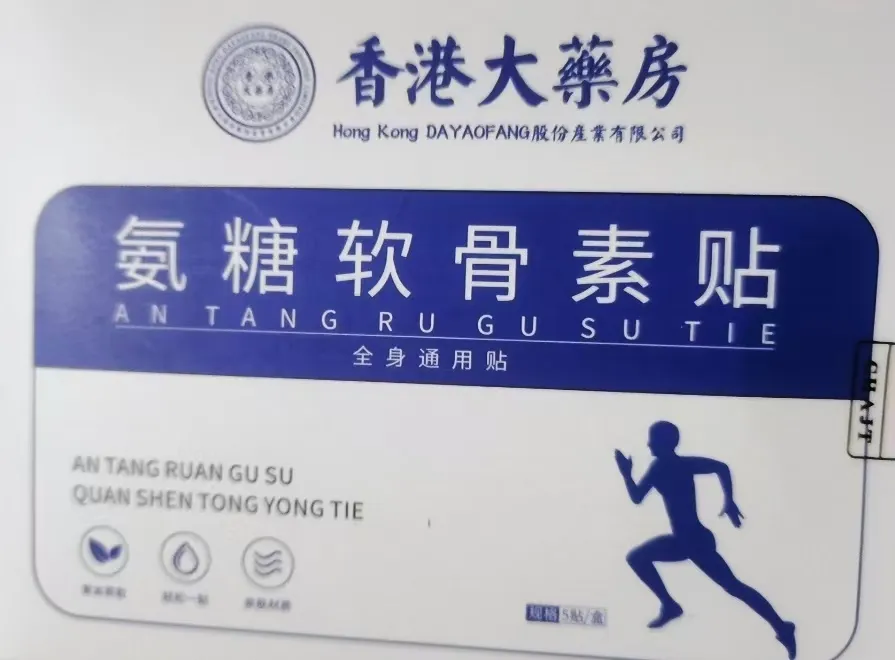 香港大藥房
Hong Kong DAYAOFANG股份産業有限公司
氨糖软骨素贴
AN TANG RU GU SU TIE
全身通用贴
CHAJT
AN TANG RUAN GU SU
QUAN SHEN TONG YONG TIE
规格 5贴/盒